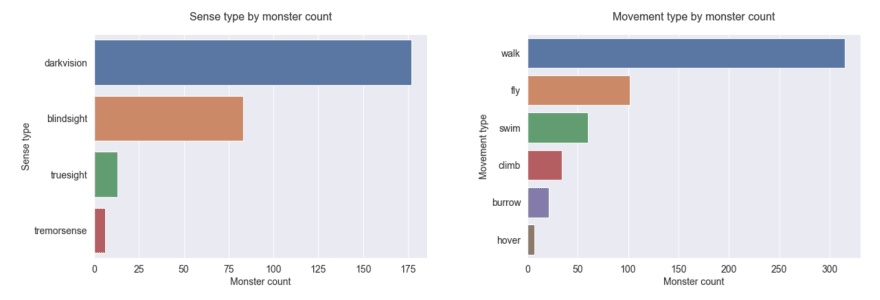 Sense type by monster count
Sense type
darkvision
blindsight
truesight
tremorsense
0 25 50 75 100 125 150 175
Monster count
Movement type by monster count
Movement type
walk
fly
swim
climb
burrow
hover
0 50 100 150 200 250 300
Monster count